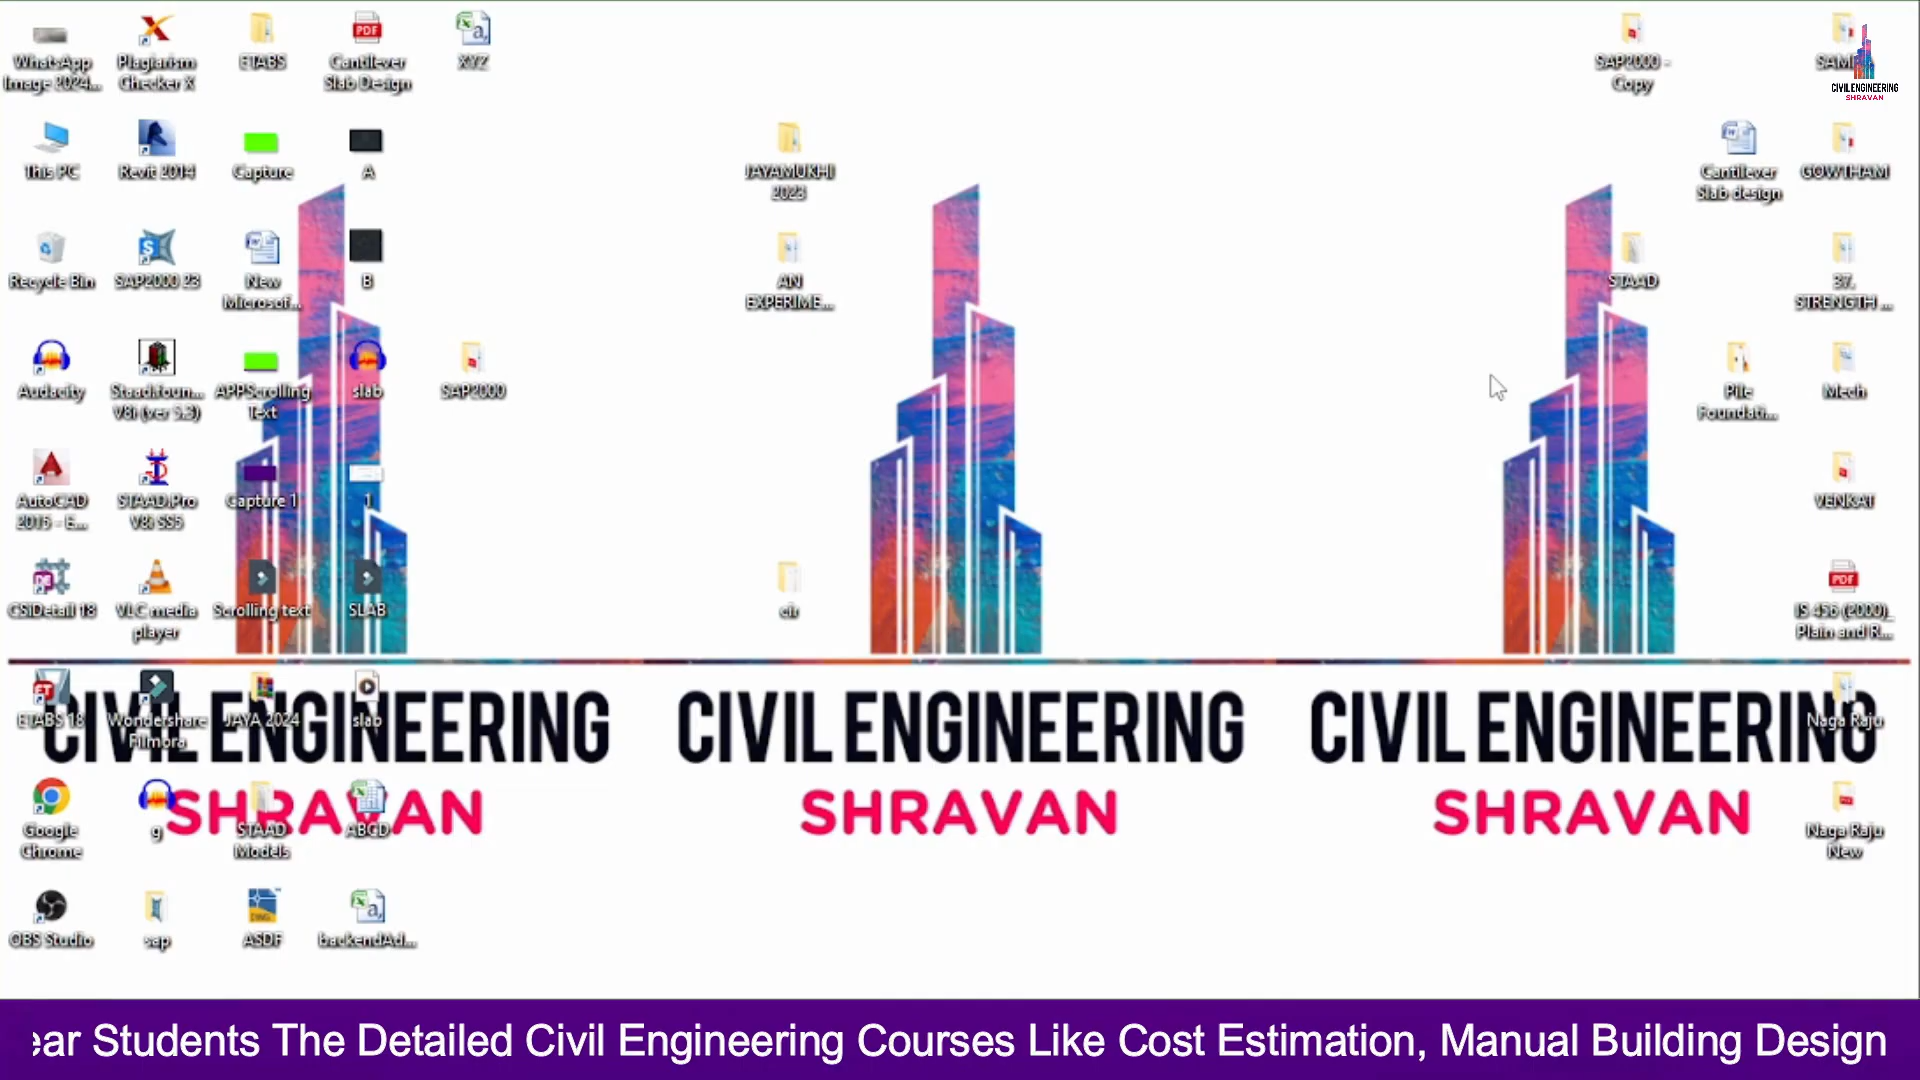 WhatsApp
Image 2024...
Plagiarism
Checker X
ETABS
Cantilever
Slab Design
XYZ
SAP2000 -
Copy
CIVIL ENGINEERING
SHRAVAN
This PC
Revit 2014
Capture
A
JAYAMUKHI
2023
Cantilever
Slab design
GOWTHAM
Recycle Bin
SAP2000 23
New
Microsof...
B
AN
EXPERIME...
STAAD
37.
STRENGTH ...
Audacity
Staad.foun...
V8i (ver 5.3)
APPScrolling
Text
slab
SAP2000
Pile
Foundati...
Mech
AutoCAD
2015 - E...
STAAD.Pro
V8i SS5
Capture 1
1
VENKAT
CSiDetail 18
VLC media
player
Scrolling text
SLAB
cir
IS 456 (2000)_
Plain and R...
ETABS 18
Wondershare
Filmora
JAYA 2024
slab
Naga Raju
CIVIL ENGINEERING
CIVIL ENGINEERING
CIVIL ENGINEERING
SHRAVAN
SHRAVAN
SHRAVAN
Google
Chrome
g
STAAD
Models
ABCD
Naga Raju
New
OBS Studio
sap
ASDF
backendAd...
ear Students The Detailed Civil Engineering Courses Like Cost Estimation, Manual Building Design